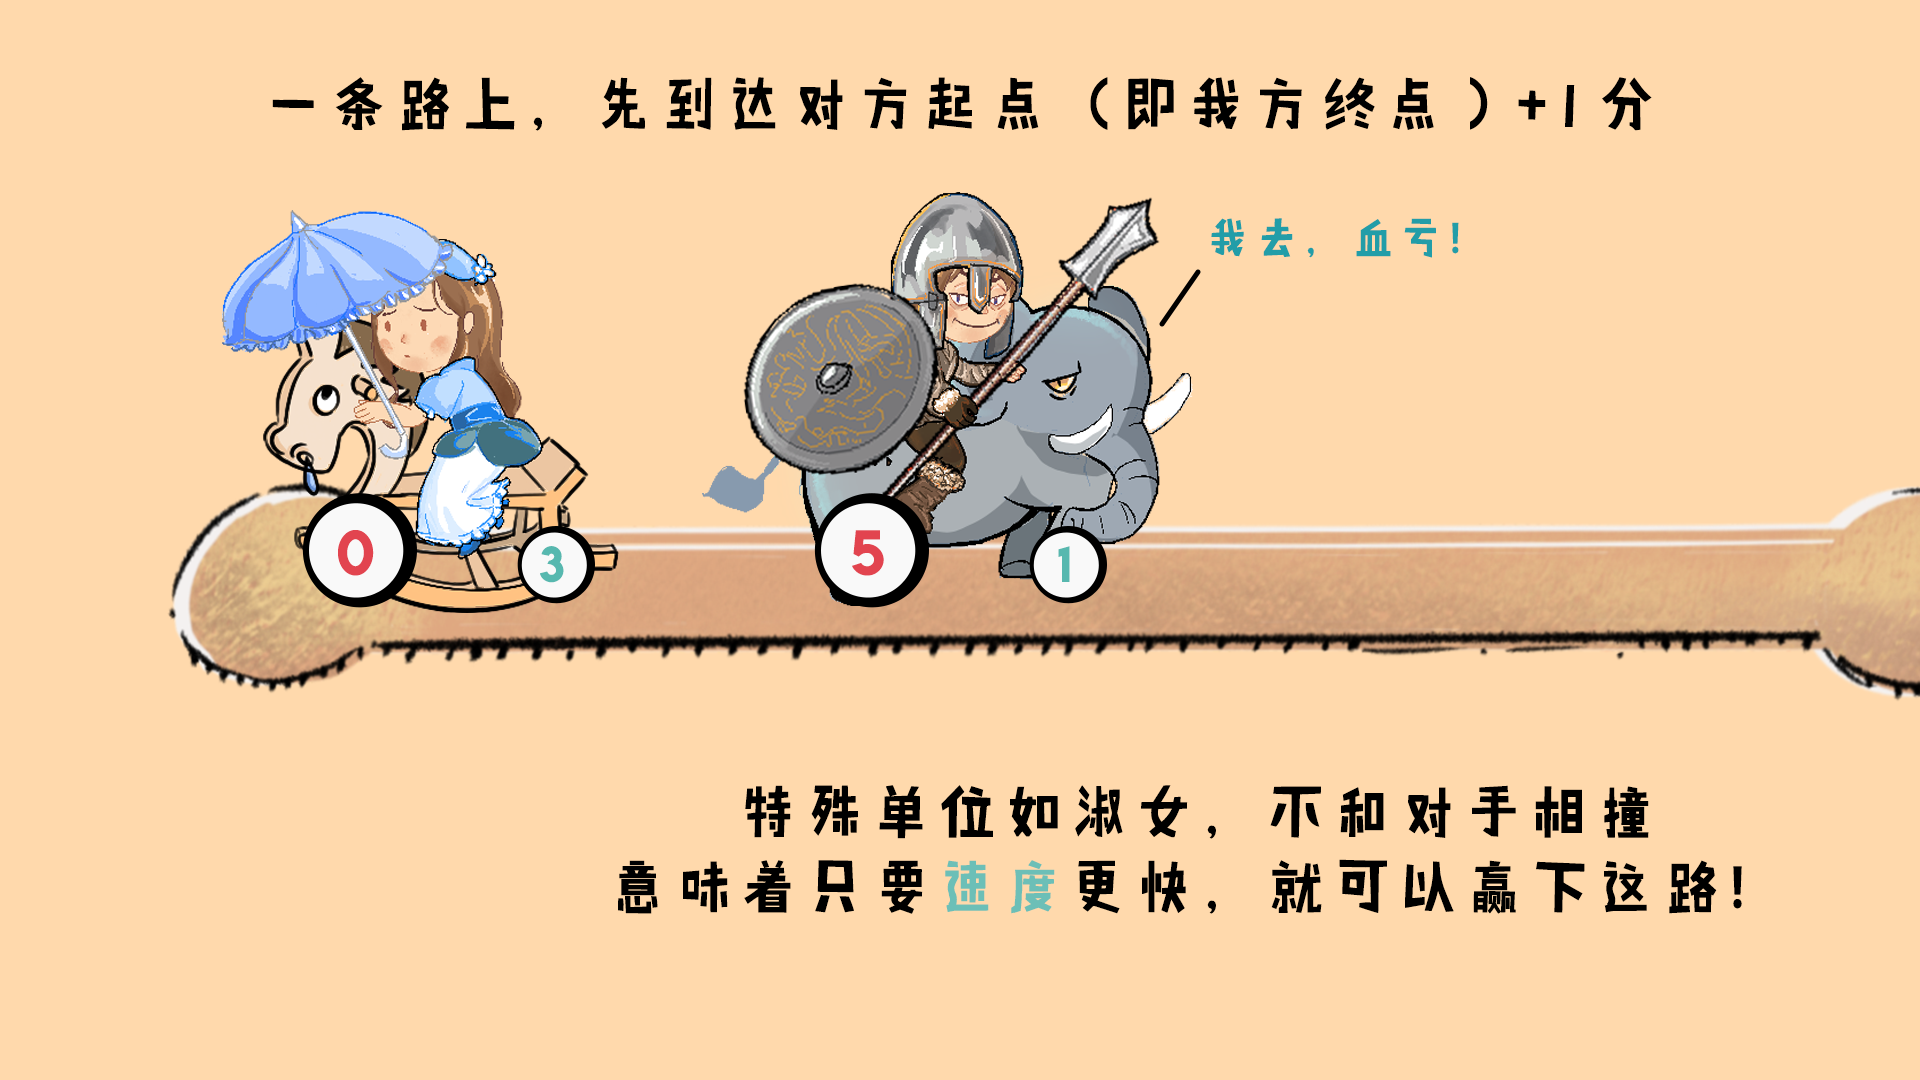 一条路上，先到达对方起点（即我方终点）+1分
我去，血亏！
0
3
5
1
特殊单位如淑女，不和对手相撞
意味着只要速度更快，就可以赢下这路！